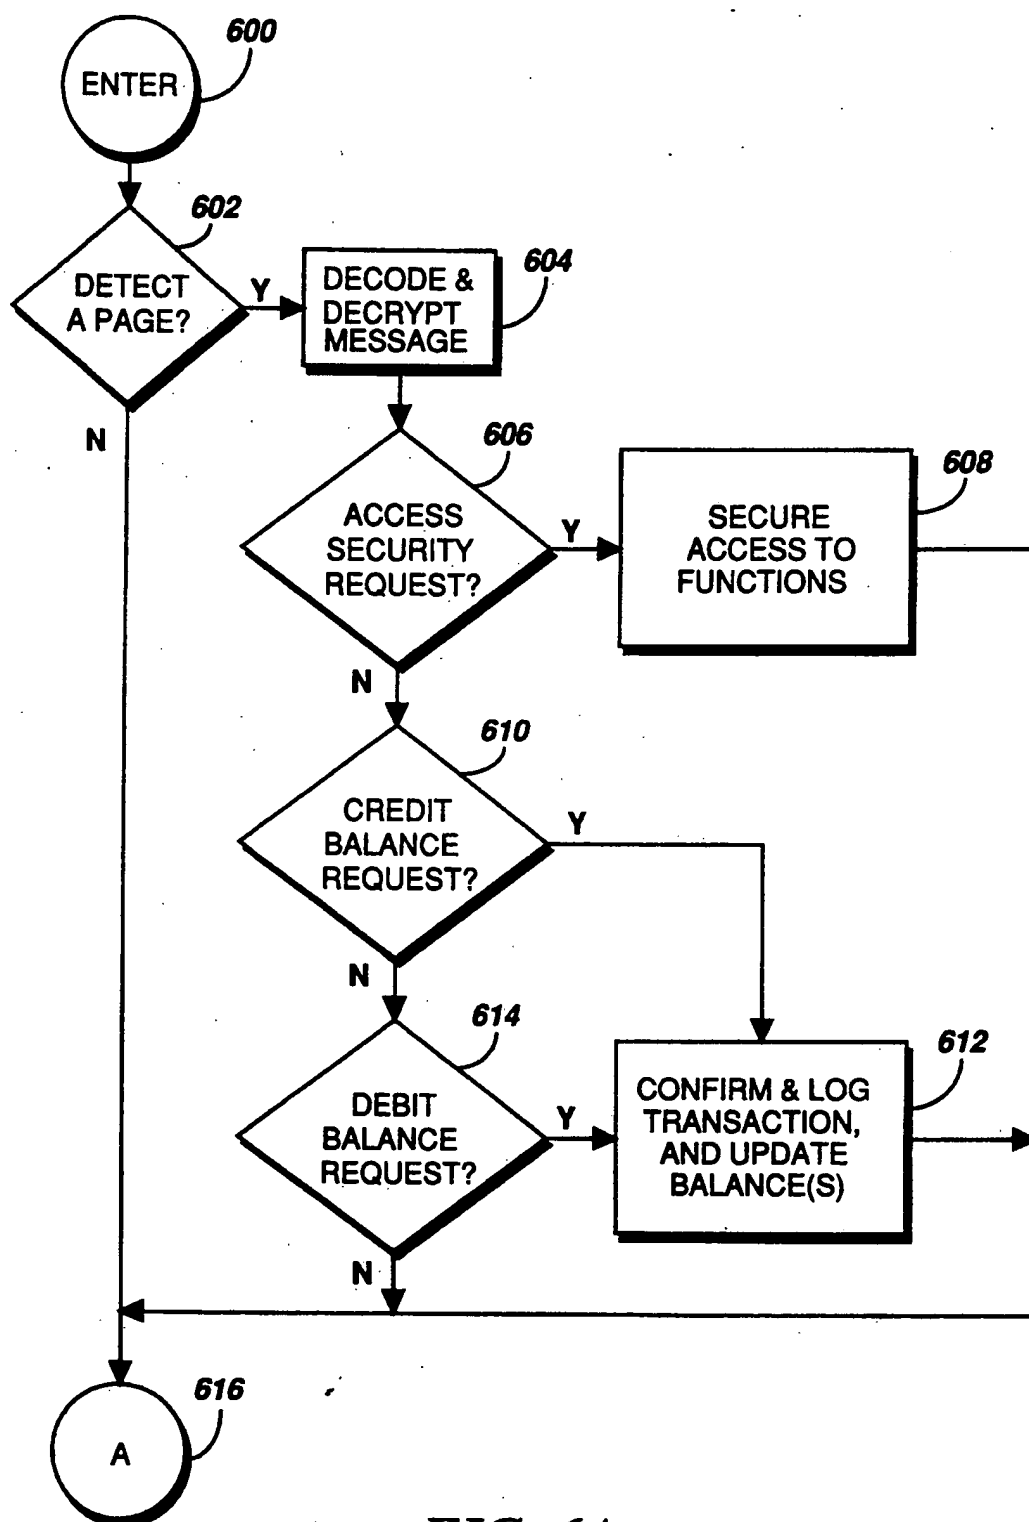 600
ENTER
602
DETECT
A PAGE?
Y
N
604
DECODE &
DECRYPT
MESSAGE
606
ACCESS
SECURITY
REQUEST?
Y
N
608
SECURE
ACCESS TO
FUNCTIONS
610
CREDIT
BALANCE
REQUEST?
Y
N
614
DEBIT
BALANCE
REQUEST?
Y
N
612
CONFIRM & LOG
TRANSACTION,
AND UPDATE
BALANCE(S)
616
A